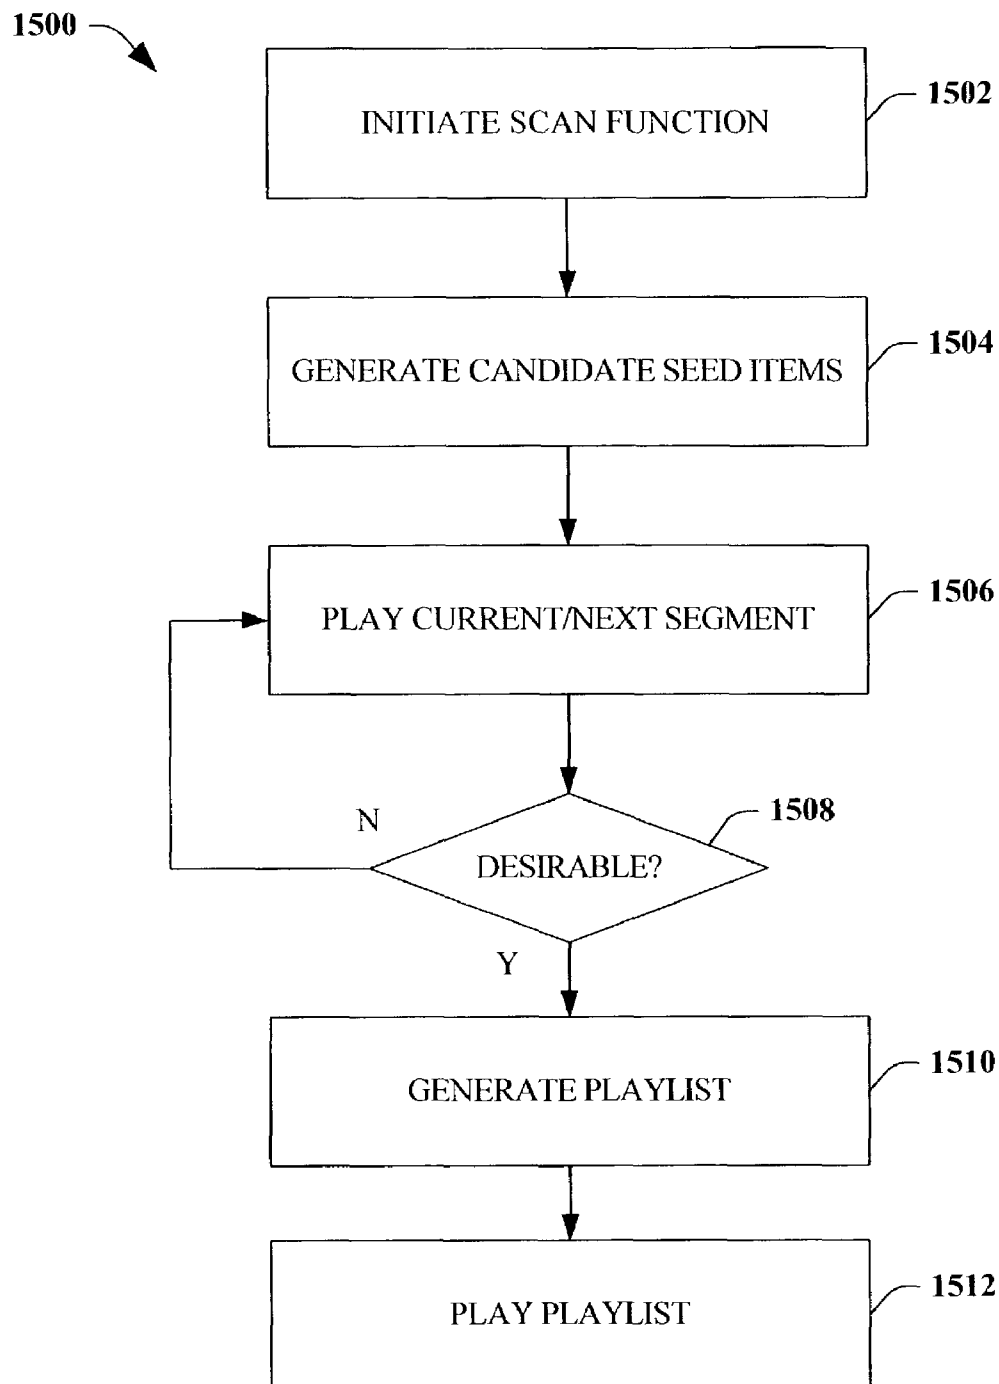 1500
INITIATE SCAN FUNCTION
1502
GENERATE CANDIDATE SEED ITEMS
1504
PLAY CURRENT/NEXT SEGMENT
1506
N
DESIRABLE?
1508
Y
GENERATE PLAYLIST
1510
PLAY PLAYLIST
1512